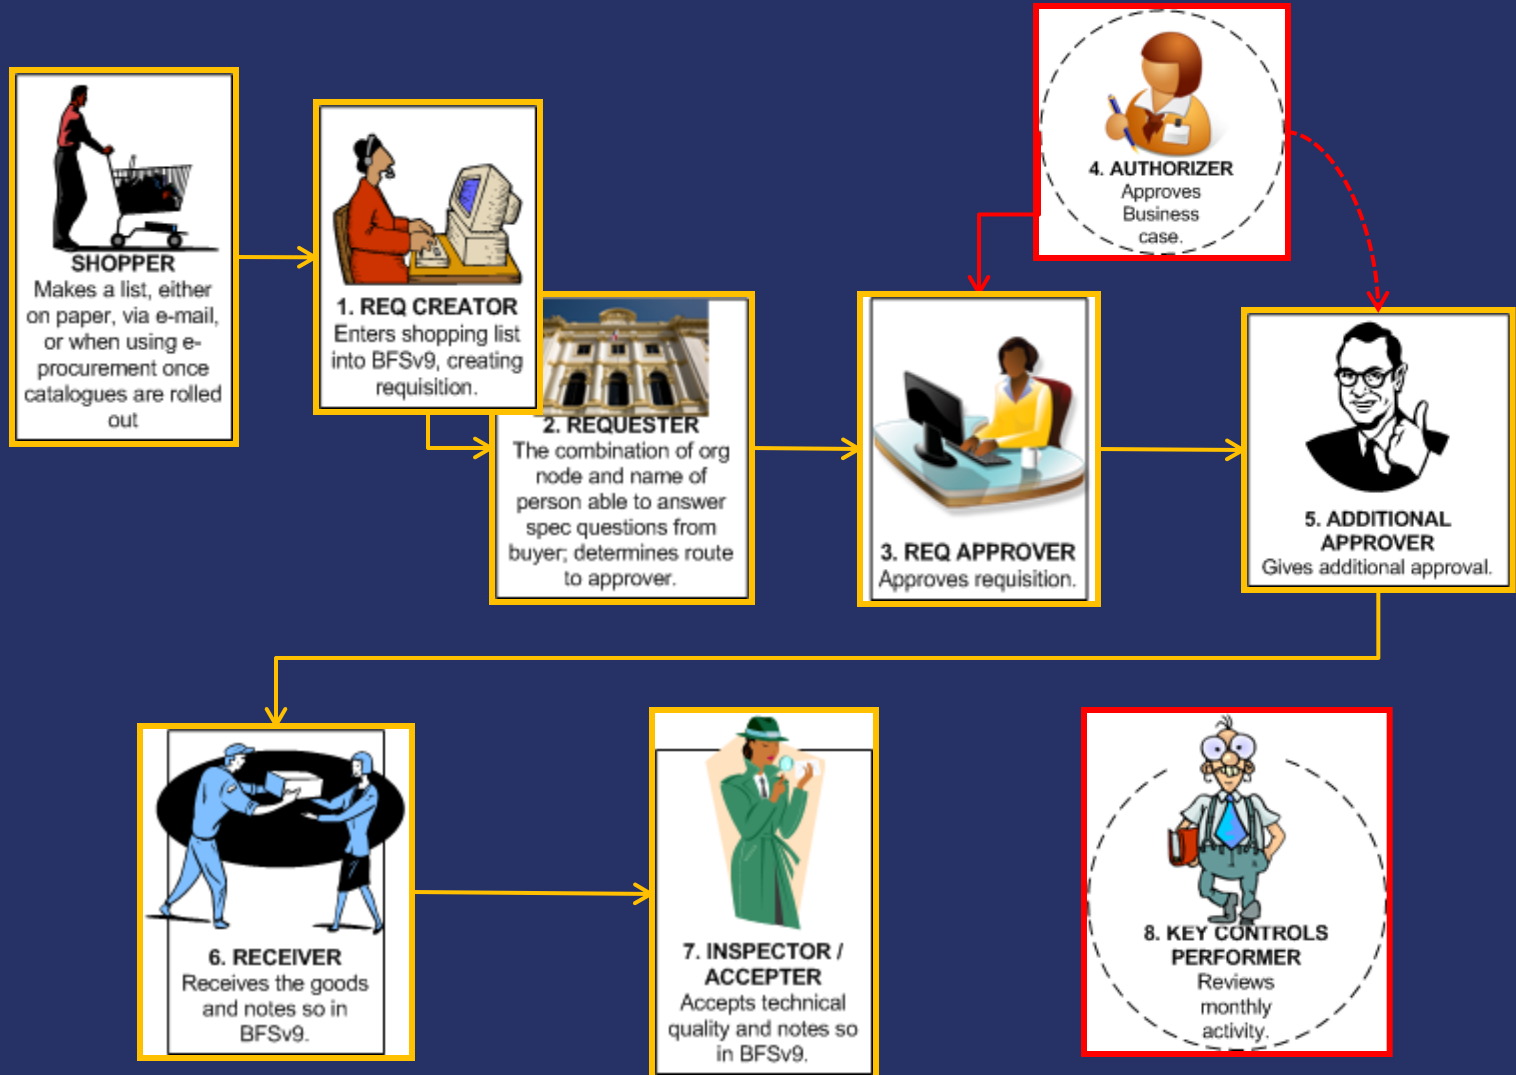 SHOPPER
Makes a list, either
on paper, via e-mail,
or when using e-
procurement once
catalogues are rolled
out
1. REQ CREATOR
Enters shopping list
into BFSv9, creating
requisition.
2. REQUESTER
The combination of org
node and name of
person able to answer
spec questions from
buyer; determines route
to approver.
3. REQ APPROVER
Approves requisition.
4. AUTHORIZER
Approves
Business
case.
5. ADDITIONAL
APPROVER
Gives additional approval.
6. RECEIVER
Receives the goods
and notes so in
BFSv9.
7. INSPECTOR /
ACCEPTER
Accepts technical
quality and notes so
in BFSv9.
8. KEY CONTROLS
PERFORMER
Reviews
monthly
activity.